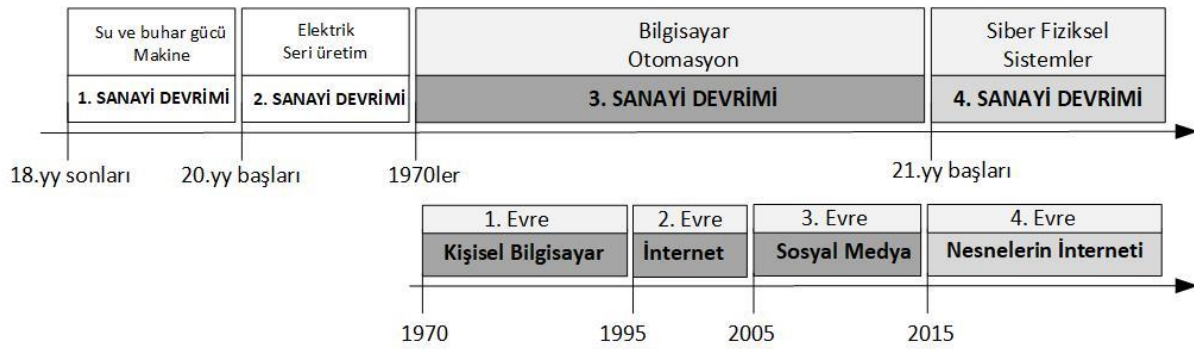 Su ve buhar gücü
Makine
1. SANAYİ DEVRİMİ
Elektrik
Seri üretim
2. SANAYİ DEVRİMİ
Bilgisayar
Otomasyon
3. SANAYİ DEVRİMİ
Siber Fiziksel
Sistemler
4. SANAYİ DEVRİMİ
18.yy sonları
20.yy başları
1970ler
21.yy başları
1. Evre
Kişisel Bilgisayar
2. Evre
İnternet
3. Evre
Sosyal Medya
4. Evre
Nesnelerin İnterneti
1970
1995
2005
2015